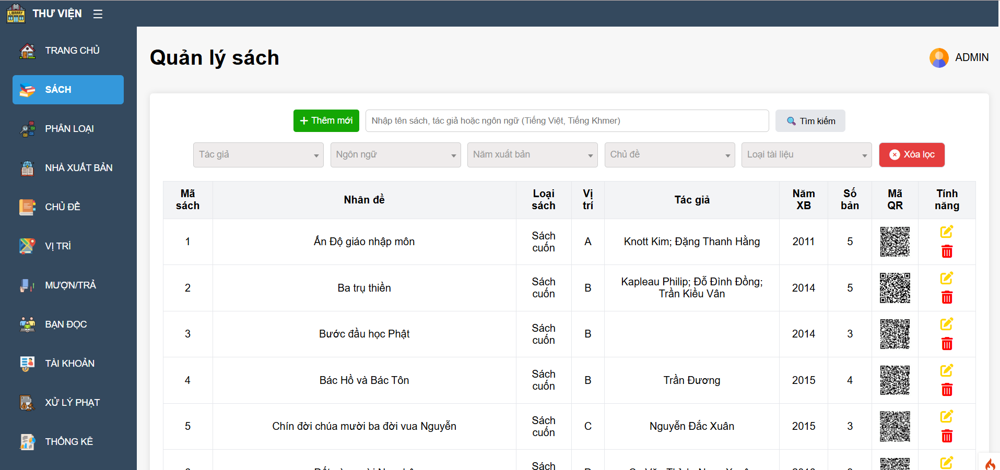 LIBRARY
THƯ VIỆN
TRANG CHỦ
SÁCH
PHÂN LOẠI
NHÀ XUẤT BẢN
CHỦ ĐỀ
VỊ TRÍ
MƯỢN/TRẢ
BẠN ĐỌC
TÀI KHOẢN
XỬ LÝ PHẠT
THỐNG KÊ
Quản lý sách
ADMIN
Thêm mới
Nhập tên sách, tác giả hoặc ngôn ngữ (Tiếng Việt, Tiếng Khmer)
Tìm kiếm
Tác giả Ngôn ngữ Năm xuất bản Chủ đề Loại tài liệu Xóa lọc
Mã sách Nhân đề Loại sách Vị trí Tác giả Năm XB Số bản Mã QR Tính năng
1 Ấn Độ giáo nhập môn Sách cuốn A Knott Kim; Đặng Thanh Hằng 2011 5
2 Ba trụ thiền Sách cuốn B Kapleau Philip; Đỗ Đình Đồng; Trần Kiều Vân 2014 5
3 Bước đầu học Phật Sách cuốn B 2014 3
4 Bác Hồ và Bác Tôn Sách cuốn B Trần Đương 2015 4
5 Chín đời chúa mười ba đời vua Nguyễn Sách cuốn C Nguyễn Đắc Xuân 2015 3
Sách